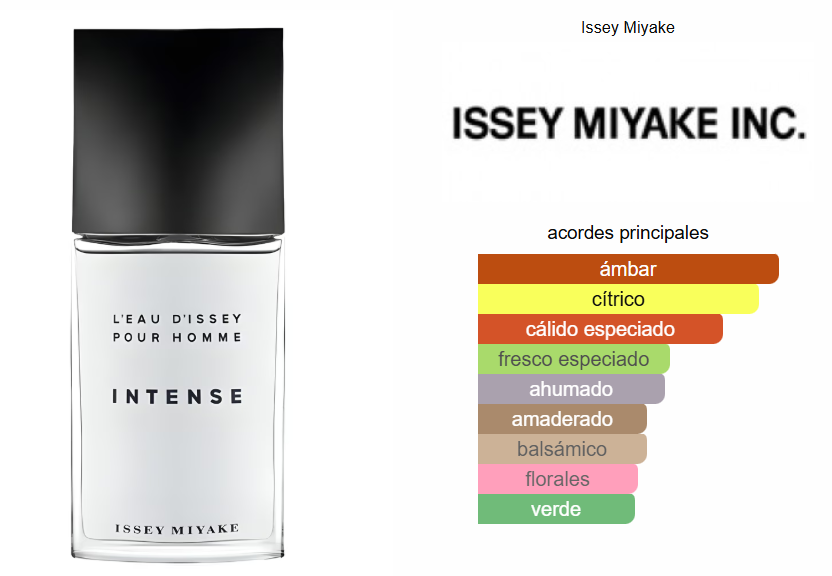 Issey Miyake
ISSEY MIYAKE INC.
acordes principales
ámbar
cítrico
cálido especiado
fresco especiado
ahumado
amaderado
balsámico
florales
verde
L'EAU D'ISSEY
POUR HOMME
INTENSE
ISSEY MIYAKE